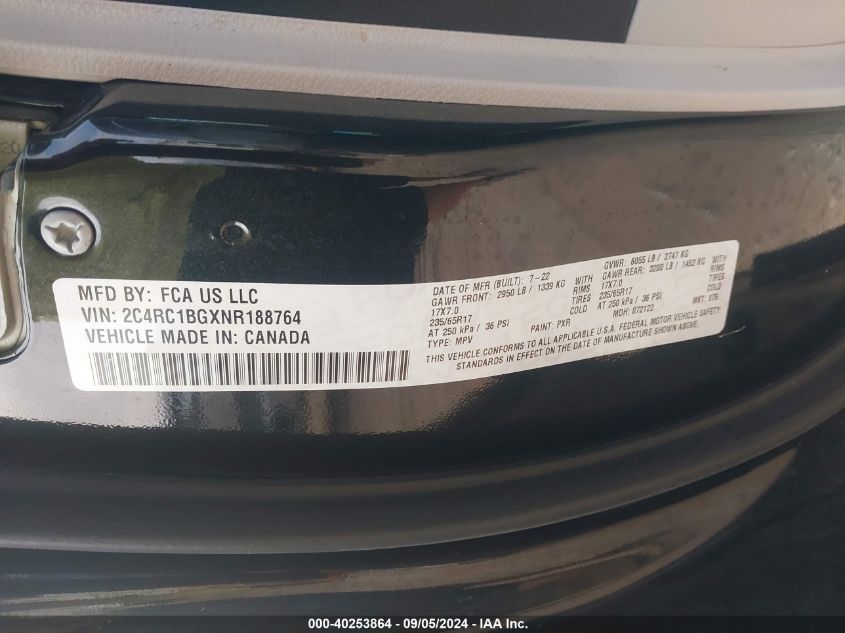 MFD BY: FCA US LLC
VIN: 2C4RC1BGXNR188764
VEHICLE MADE IN: CANADA
DATE OF MFR (BUILT): 7-22
GAWR FRONT: 2950 LB / 1339 KG WITH
17X7.0 RIMS
235/65R17 TIRES
AT 250 kPa / 36 PSI COLD
TYPE: MPV PAINT: PXR
GVWR: 6055 LB / 2747 KG
GAWR REAR: 3200 LB / 1452 KG WITH
17X7.0 RIMS
235/65R17 TIRES
AT 250 kPa / 36 PSI COLD
MDH: 072122 MKT: S75
THIS VEHICLE CONFORMS TO ALL APPLICABLE U.S.A. FEDERAL MOTOR VEHICLE SAFETY
STANDARDS IN EFFECT ON THE DATE OF MANUFACTURE SHOWN ABOVE.
000-40253864 - 09/05/2024 - IAA Inc.